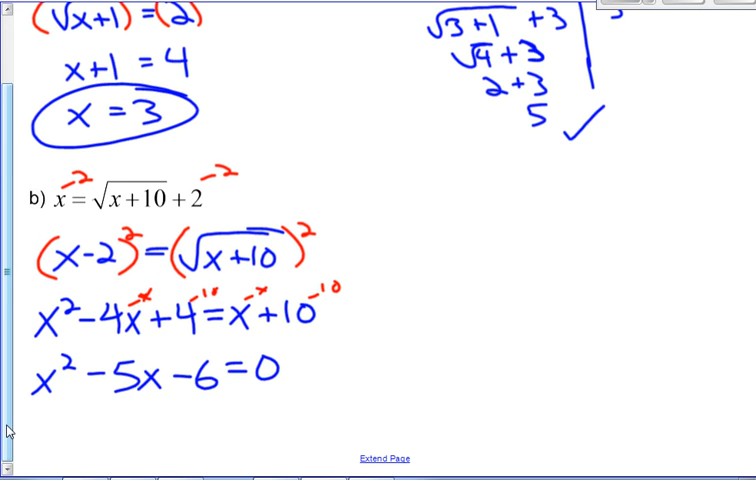 (√x+1) = (2)
x+1 = 4
x = 3
√3+1 + 3
√4 + 3
2 + 3
5 ✓
−2 −2
b) x = √x+10 + 2
(x-2)² = (√x+10)²
−x −10 −x −10
x² - 4x + 4 = x + 10
x² - 5x - 6 = 0
Extend Page